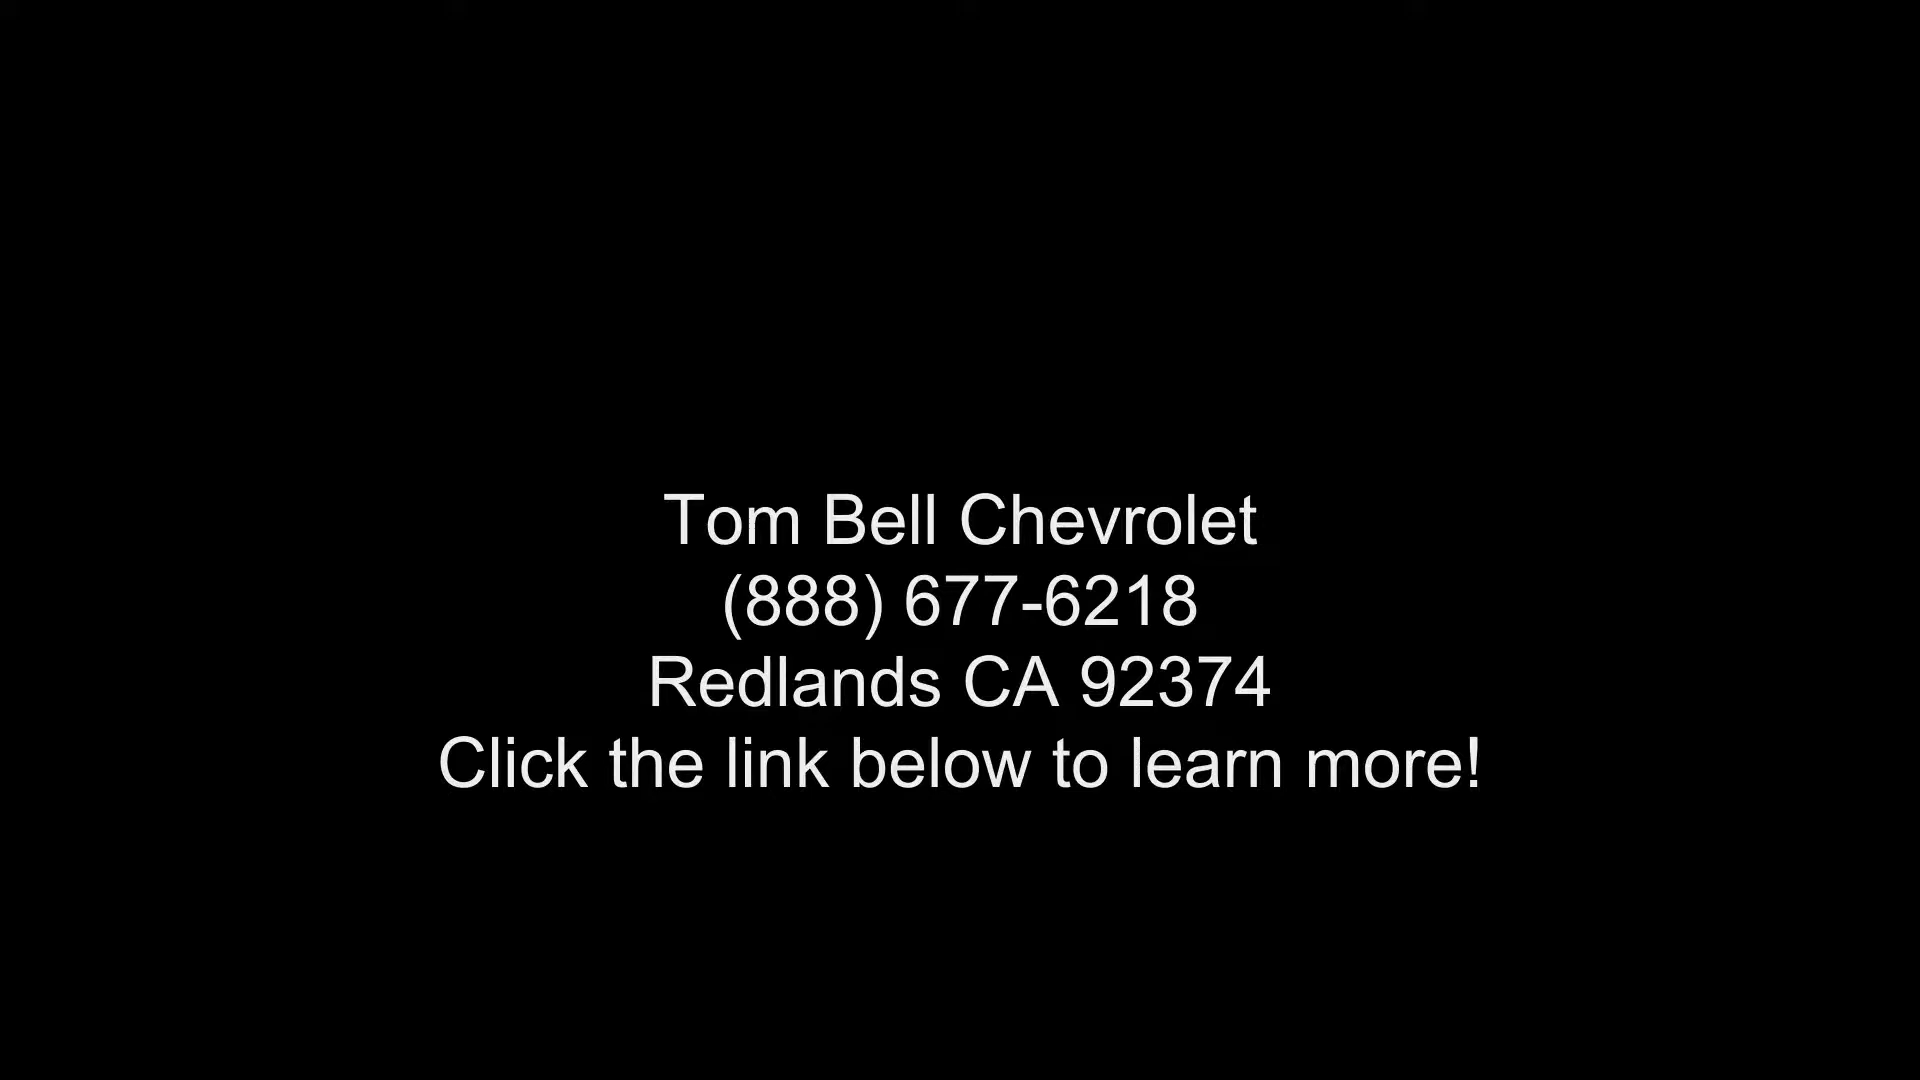 Tom Bell Chevrolet
(888) 677-6218
Redlands CA 92374
Click the link below to learn more!